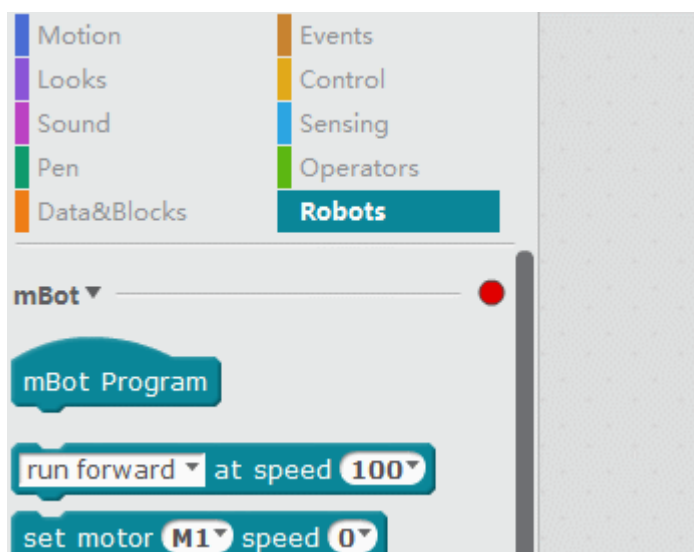 Motion Events
Looks Control
Sound Sensing
Pen Operators
Data&Blocks Robots
mBot
mBot Program
run forward at speed 100
set motor M1 speed 0